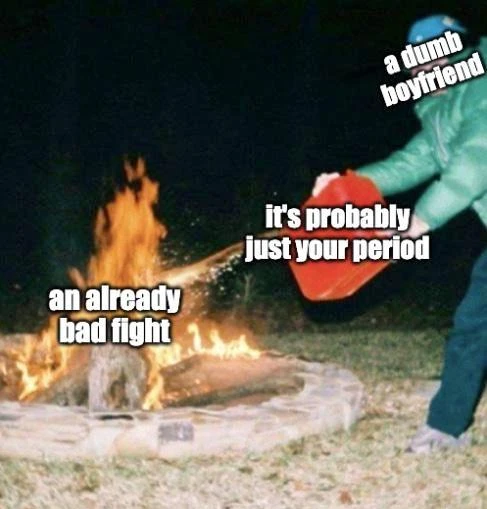 a dumb
boyfriend
it's probably
just your period
an already
bad fight